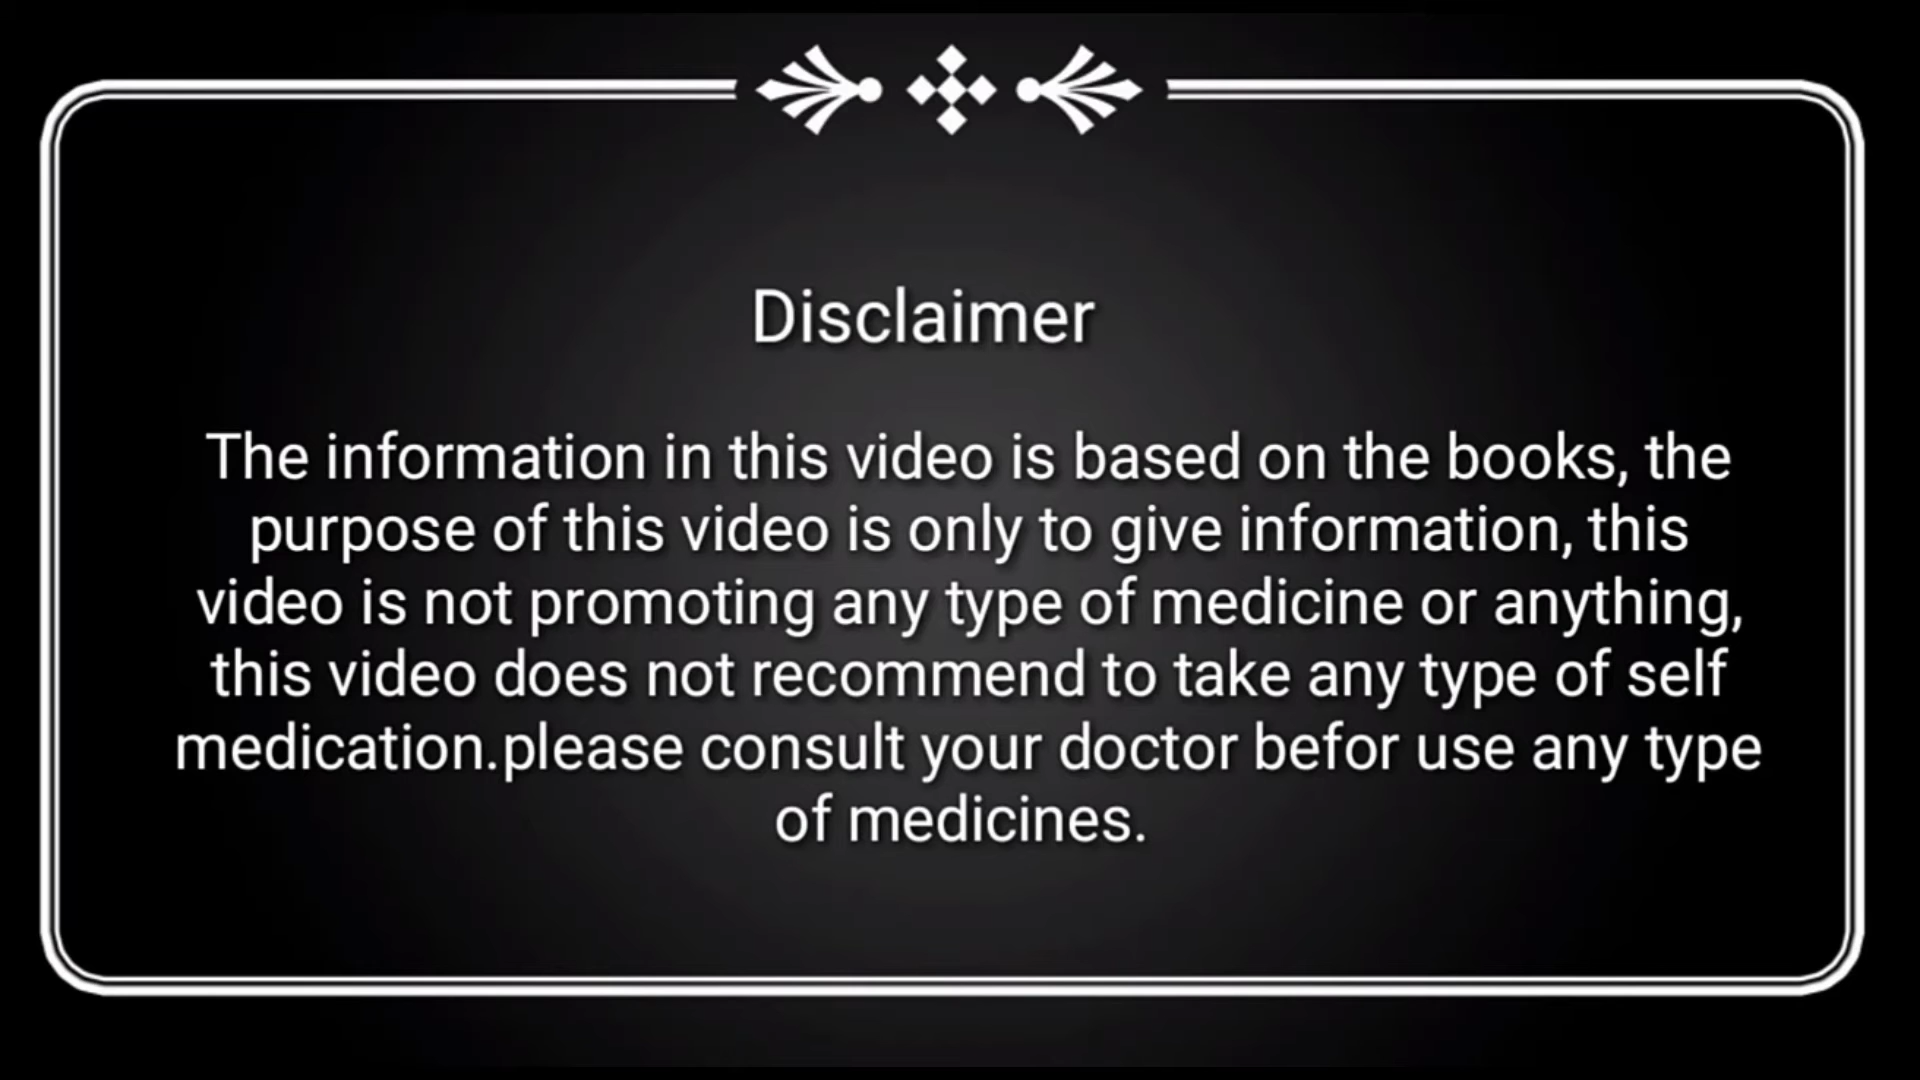 Disclaimer
The information in this video is based on the books, the
purpose of this video is only to give information, this
video is not promoting any type of medicine or anything,
this video does not recommend to take any type of self
medication.please consult your doctor befor use any type
of medicines.